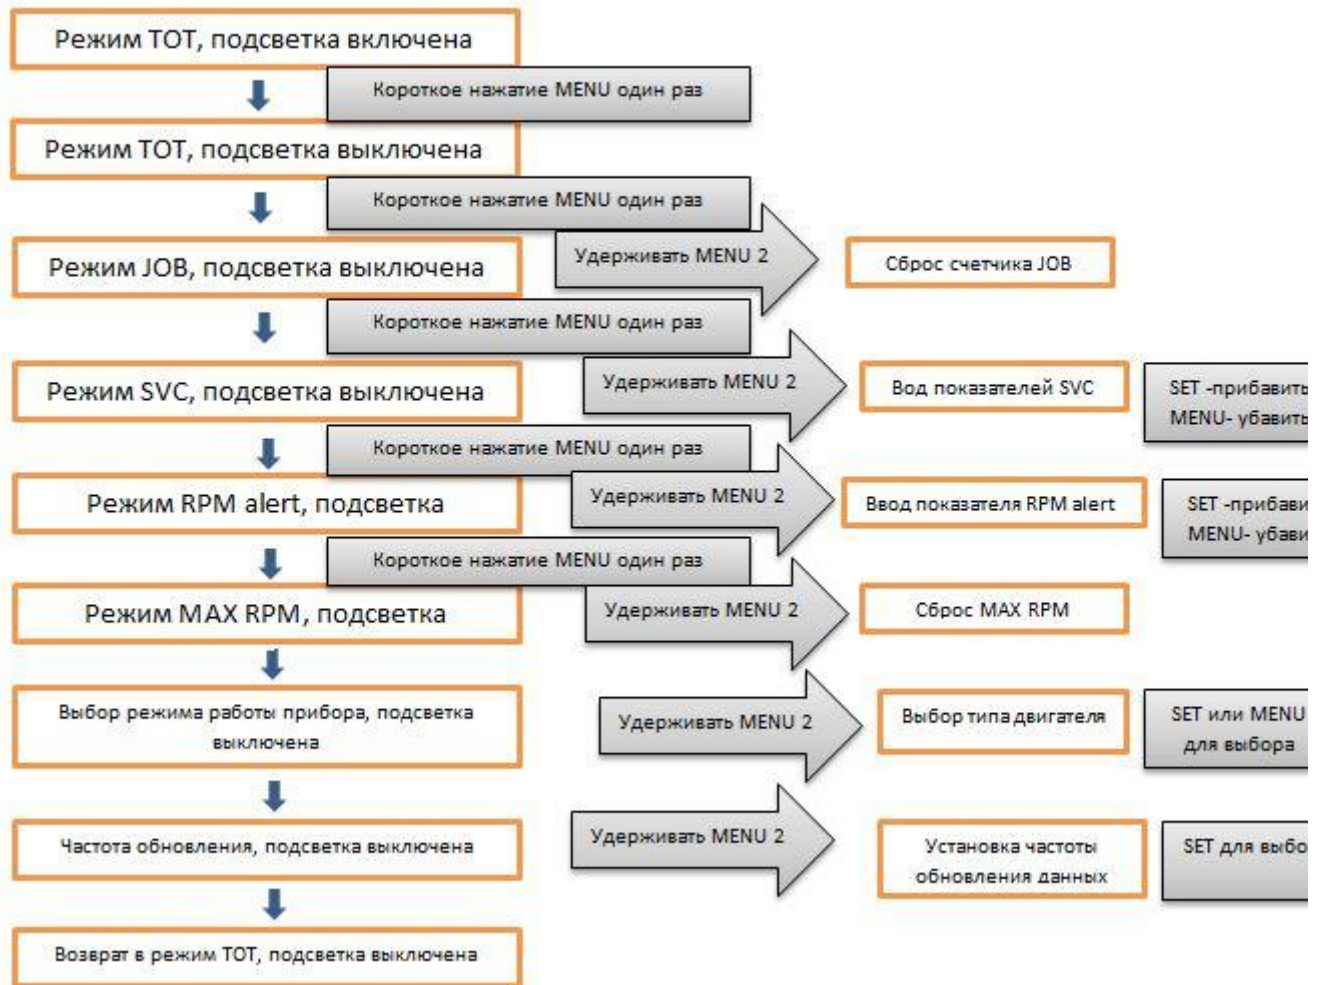 Режим ТОТ, подсветка включена
Короткое нажатие MENU один раз
Режим ТОТ, подсветка выключена
Короткое нажатие MENU один раз
Режим JOB, подсветка выключена
Удерживать MENU 2
Сброс счетчика JOB
Короткое нажатие MENU один раз
Режим SVC, подсветка выключена
Удерживать MENU 2
Вод показателей SVC
SET -прибавить
MENU- убавить
Короткое нажатие MENU один раз
Режим RPM alert, подсветка
Удерживать MENU 2
Ввод показателя RPM alert
SET -прибави
MENU- убави
Короткое нажатие MENU один раз
Режим MAX RPM, подсветка
Удерживать MENU 2
Сброс MAX RPM
Выбор режима работы прибора, подсветка
выключена
Удерживать MENU 2
Выбор типа двигателя
SET или MENU
для выбора
Частота обновления, подсветка выключена
Удерживать MENU 2
Установка частоты
обновления данных
SET для выбо
Возврат в режим ТОТ, подсветка выключена